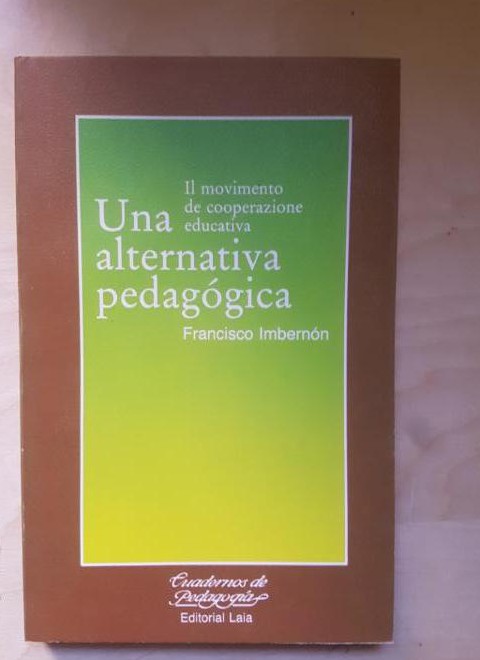 Il movimento
de cooperazione
educativa
Una
alternativa
pedagógica
Francisco Imbernón
Cuadernos de
Pedagogía
Editorial Laia